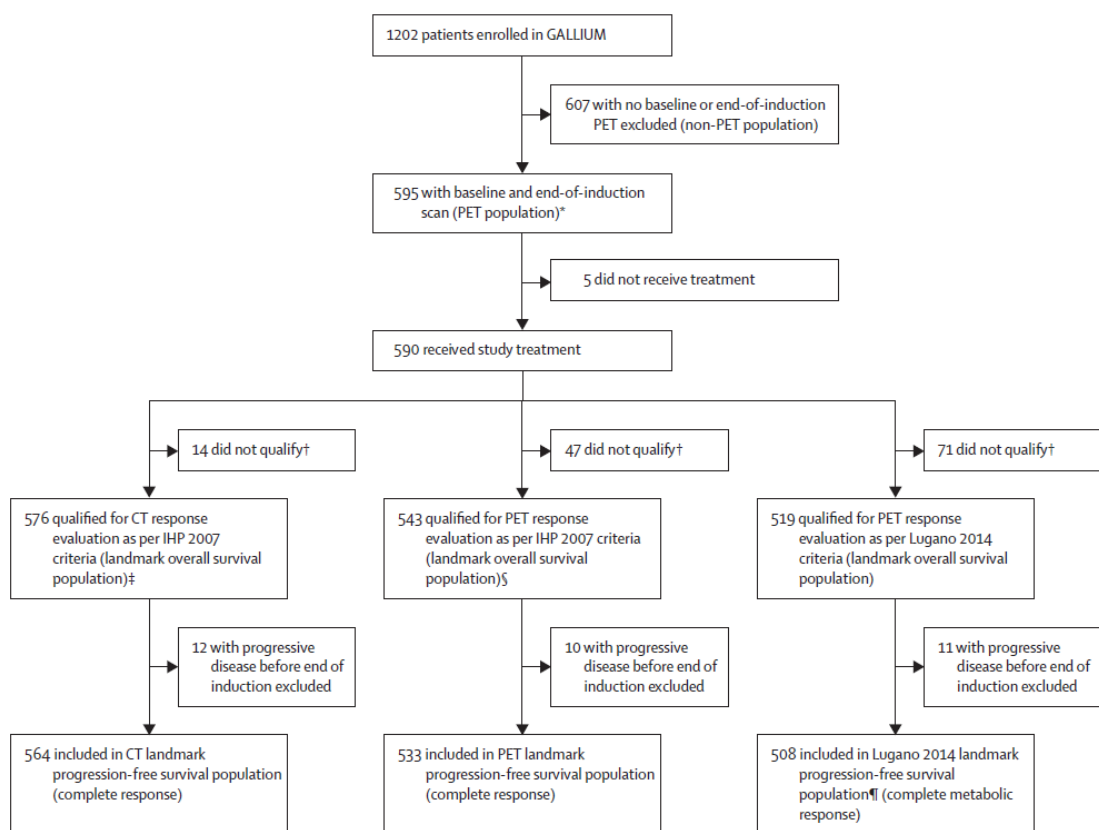 1202 patients enrolled in GALLIUM
607 with no baseline or end-of-induction
PET excluded (non-PET population)
595 with baseline and end-of-induction
scan (PET population)*
5 did not receive treatment
590 received study treatment
14 did not qualify†
47 did not qualify†
71 did not qualify†
576 qualified for CT response
evaluation as per IHP 2007
criteria (landmark overall survival
population)‡
543 qualified for PET response
evaluation as per IHP 2007 criteria
(landmark overall survival
population)§
519 qualified for PET response
evaluation as per Lugano 2014
criteria (landmark overall survival
population)
12 with progressive
disease before end of
induction excluded
10 with progressive
disease before end of
induction excluded
11 with progressive
disease before end of
induction excluded
564 included in CT landmark
progression-free survival population
(complete response)
533 included in PET landmark
progression-free survival population
(complete response)
508 included in Lugano 2014 landmark
progression-free survival
population¶ (complete metabolic
response)